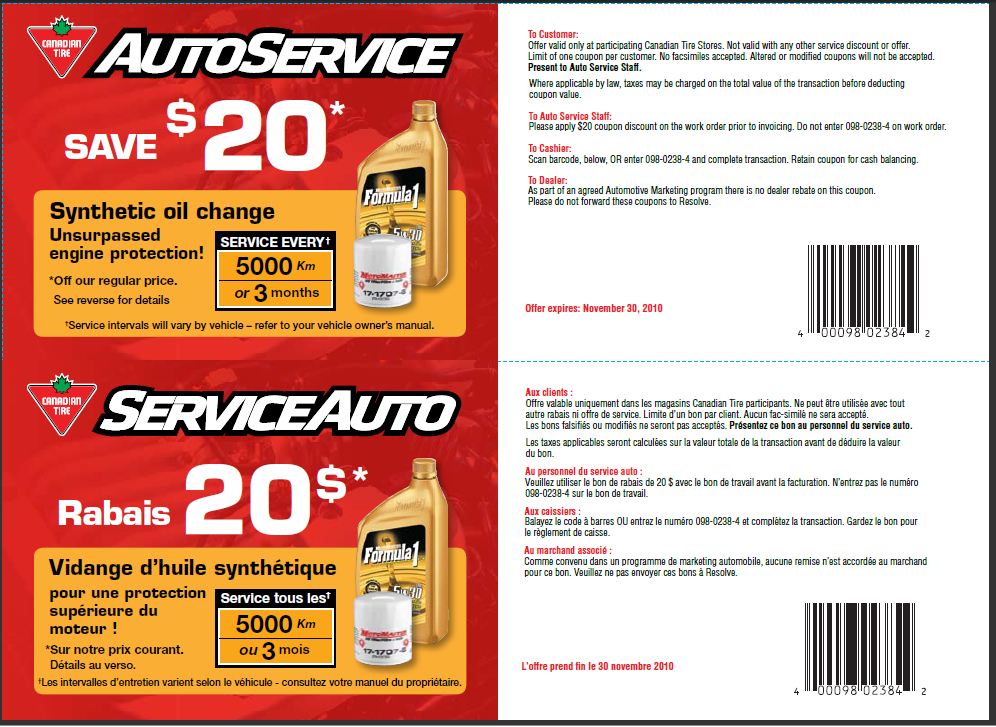 CANADIAN
TIRE
AUTOSERVICE
SAVE $20*
Synthetic oil change
Unsurpassed
engine protection!
*Off our regular price.
See reverse for details
SERVICE EVERY†
5000 Km
or 3 months
†Service intervals will vary by vehicle – refer to your vehicle owner's manual.
Formula 1
5W30
MOTOMASTER
To Customer:
Offer valid only at participating Canadian Tire Stores. Not valid with any other service discount or offer.
Limit of one coupon per customer. No facsimiles accepted. Altered or modified coupons will not be accepted.
Present to Auto Service Staff.
Where applicable by law, taxes may be charged on the total value of the transaction before deducting
coupon value.
To Auto Service Staff:
Please apply $20 coupon discount on the work order prior to invoicing. Do not enter 098-0238-4 on work order.
To Cashier:
Scan barcode, below, OR enter 098-0238-4 and complete transaction. Retain coupon for cash balancing.
To Dealer:
As part of an agreed Automotive Marketing program there is no dealer rebate on this coupon.
Please do not forward these coupons to Resolve.
Offer expires: November 30, 2010
4 00098 02384 2
CANADIAN
TIRE
SERVICEAUTO
Rabais 20$*
Vidange d'huile synthétique
pour une protection
supérieure du
moteur !
*Sur notre prix courant.
Détails au verso.
Service tous les†
5000 Km
ou 3 mois
†Les intervalles d'entretien varient selon le véhicule - consultez votre manuel du propriétaire.
Formula 1
5W30
MOTOMASTER
Aux clients :
Offre valable uniquement dans les magasins Canadian Tire participants. Ne peut être utilisée avec tout
autre rabais ni offre de service. Limite d'un bon par client. Aucun fac-similé ne sera accepté.
Les bons falsifiés ou modifiés ne seront pas acceptés. Présentez ce bon au personnel du service auto.
Les taxes applicables seront calculées sur la valeur totale de la transaction avant de déduire la valeur
du bon.
Au personnel du service auto :
Veuillez utiliser le bon de rabais de 20 $ avec le bon de travail avant la facturation. N'entrez pas le numéro
098-0238-4 sur le bon de travail.
Aux caissiers :
Balayez le code à barres OU entrez le numéro 098-0238-4 et complétez la transaction. Gardez le bon pour
le règlement de caisse.
Au marchand associé :
Comme convenu dans un programme de marketing automobile, aucune remise n'est accordée au marchand
pour ce bon. Veuillez ne pas envoyer ces bons à Resolve.
L'offre prend fin le 30 novembre 2010
4 00098 02384 2